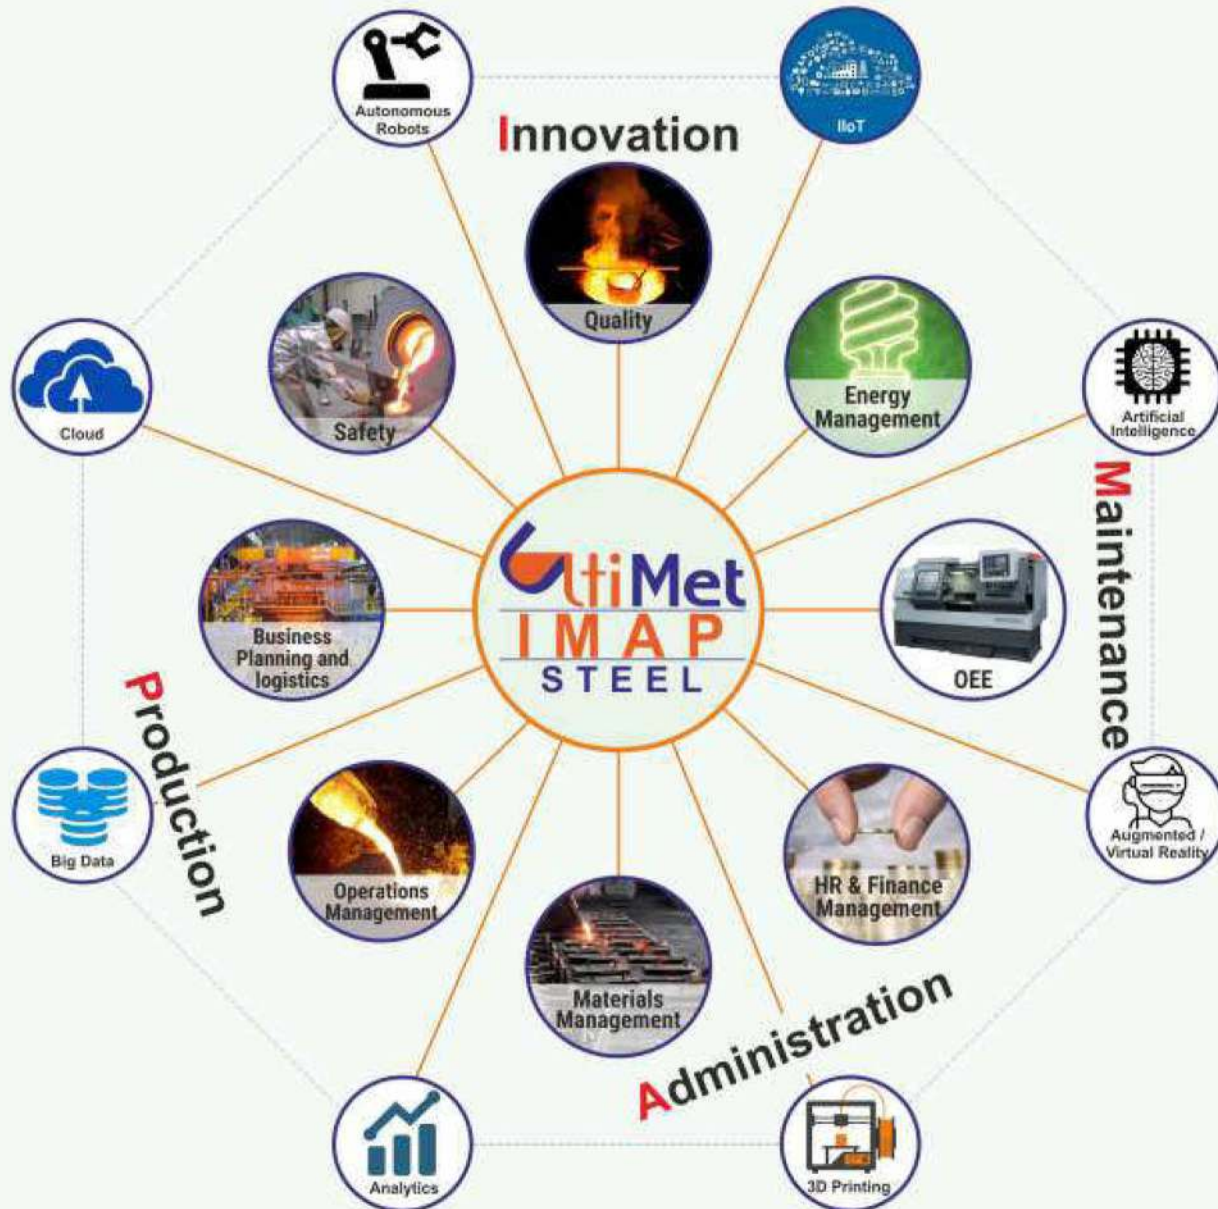 Autonomous
Robots
IIoT
Innovation
Quality
Safety
Energy
Management
Cloud
Artificial
Intelligence
Maintenance
UltiMet
IMAP
STEEL
Business
Planning and
logistics
OEE
Production
Big Data
Operations
Management
HR & Finance
Management
Augmented /
Virtual Reality
Materials
Management
Administration
Analytics
3D Printing